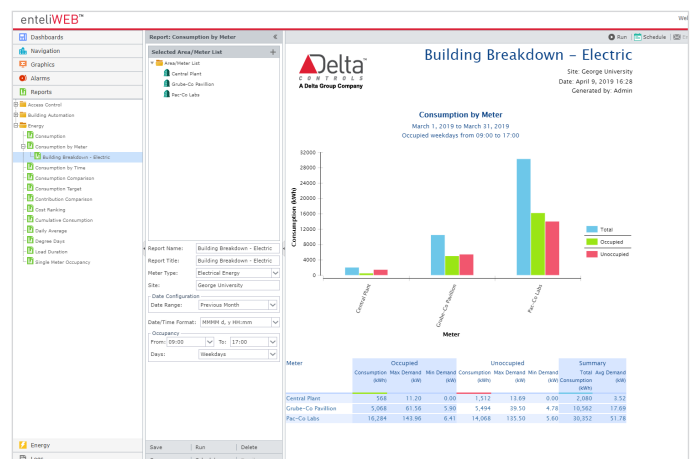 enteliWEB™
Wel
Dashboards
Navigation
Graphics
Alarms
Reports
Access Control
Building Automation
Energy
Consumption
Consumption by Meter
Building Breakdown - Electric
Consumption by Time
Consumption Comparison
Consumption Target
Contribution Comparison
Cost Ranking
Cumulative Consumption
Daily Average
Degree Days
Load Duration
Single Meter Occupancy
Energy
Logs
Report: Consumption by Meter
Selected Area/Meter List
Area/Meter List
Central Plant
Grube-Co Pavilion
Pac-Co Labs
Report Name: Building Breakdown - Electric
Report Title: Building Breakdown - Electric
Meter Type: Electrical Energy
Site: George University
Date Configuration
Date Range: Previous Month
Date/Time Format: MMMM d, y HH:mm
Occupancy
From: 09:00 To: 17:00
Days: Weekdays
Save Run Delete
Run Schedule
Delta™
CONTROLS
A Delta Group Company
Building Breakdown - Electric
Site: George University
Date: April 9, 2019 16:28
Generated by: Admin
Consumption by Meter
March 1, 2019 to March 31, 2019
Occupied weekdays from 09:00 to 17:00
Consumption (kWh)
32000
28000
24000
20000
16000
12000
8000
4000
0
Central Plant
Grube-Co Pavilion
Pac-Co Labs
Meter
Total
Occupied
Unoccupied
Meter Occupied Unoccupied Summary
Consumption Max Demand Min Demand Consumption Max Demand Min Demand Total Avg Demand
(kWh) (kW) (kW) (kWh) (kW) (kW) Consumption (kW)
(kWh)
Central Plant 568 11.20 0.00 1,512 13.69 0.00 2,080 3.52
Grube-Co Pavillion 5,068 61.56 5.90 5,494 39.50 4.78 10,562 17.69
Pac-Co Labs 16,284 143.96 6.41 14,068 135.50 5.60 30,352 51.78